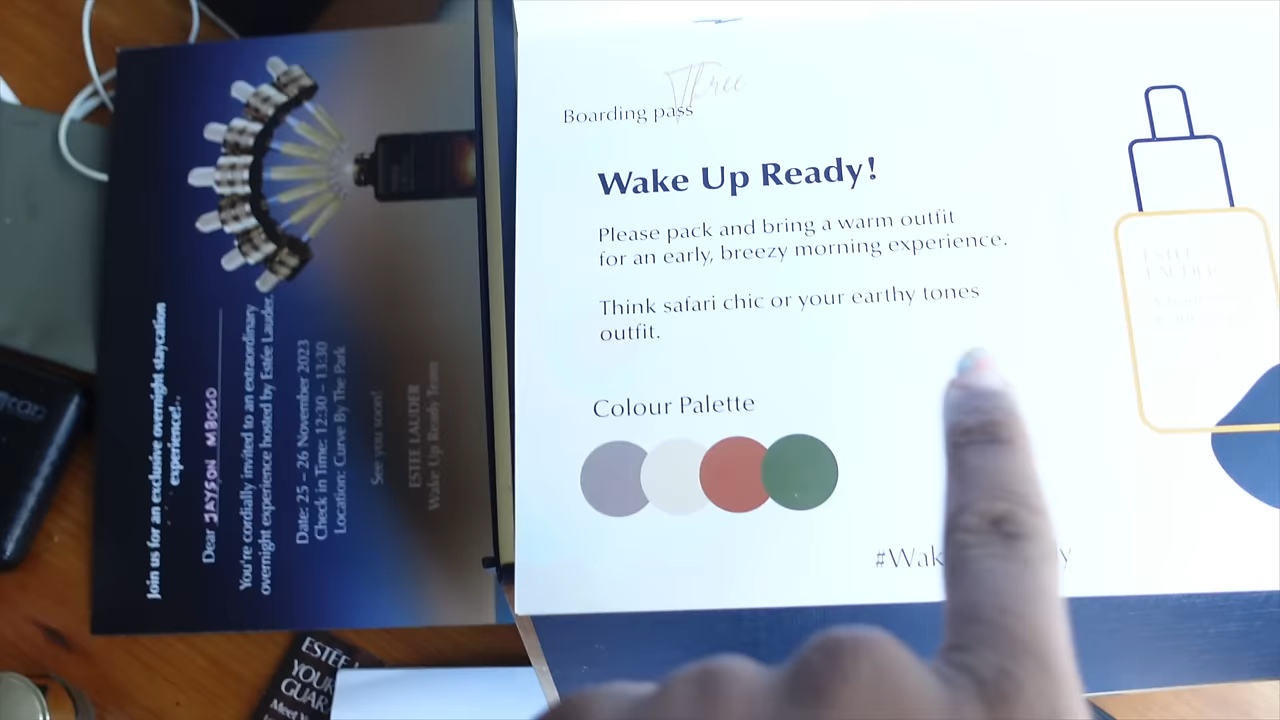 Join us for an exclusive overnight staycation
experience!
Dear JAYSON MBOGO
You're cordially invited to an extraordinary
overnight experience hosted by Estée Lauder.
Date: 25 – 26 November 2023
Check in Time: 12:30 – 13:30
Location: Curve By The Park
See you soon!
ESTÉE LAUDER
Wake Up Ready Team
Three
Boarding pass
Wake Up Ready!
Please pack and bring a warm outfit
for an early, breezy morning experience.
Think safari chic or your earthy tones
outfit.
Colour Palette
ESTÉE
LAUDER